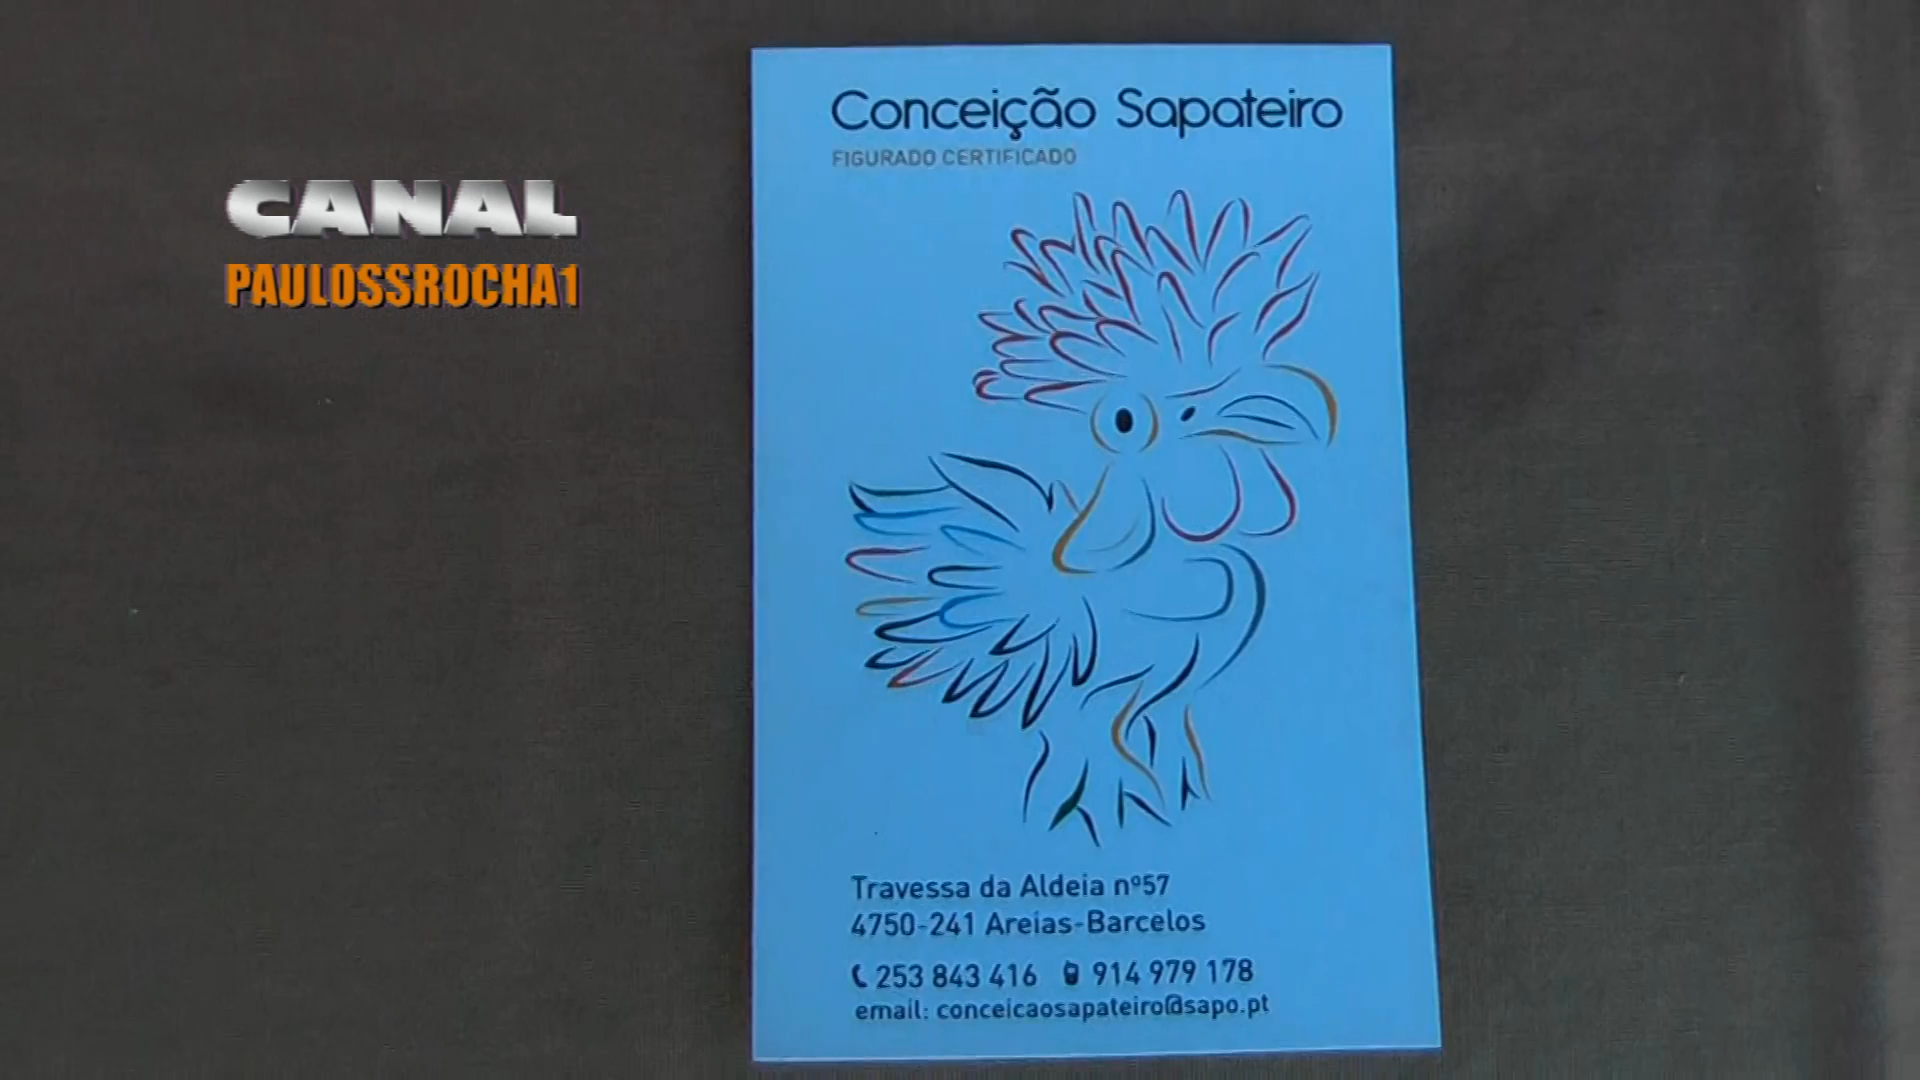 CANAL
PAULOSSROCHA1
Conceição Sapateiro
FIGURADO CERTIFICADO
Travessa da Aldeia nº57
4750-241 Areias-Barcelos
253 843 416 914 979 178
email: conceicaosapateiro@sapo.pt